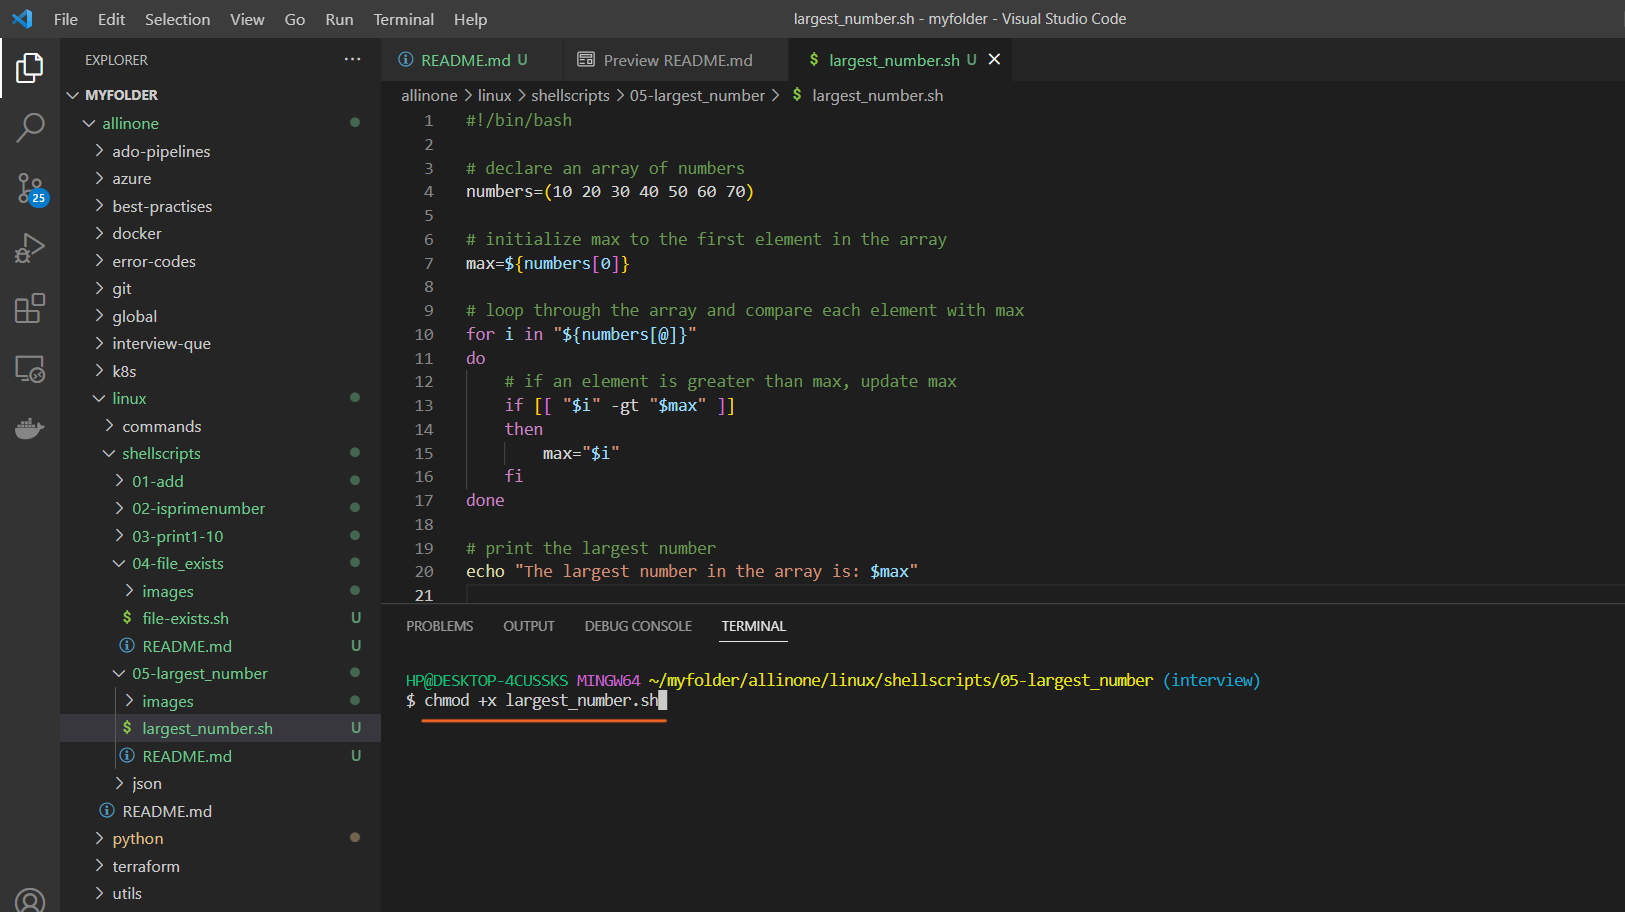 File Edit Selection View Go Run Terminal Help
largest_number.sh - myfolder - Visual Studio Code
EXPLORER ...
MYFOLDER
allinone
ado-pipelines
azure
best-practises
docker
error-codes
git
global
interview-que
k8s
linux
commands
shellscripts
01-add
02-isprimenumber
03-print1-10
04-file_exists
images
file-exists.sh U
README.md U
05-largest_number
images
largest_number.sh U
README.md U
json
README.md
python
terraform
utils
25
README.md U Preview README.md $ largest_number.sh U
allinone > linux > shellscripts > 05-largest_number > $ largest_number.sh
1 #!/bin/bash
2
3 # declare an array of numbers
4 numbers=(10 20 30 40 50 60 70)
5
6 # initialize max to the first element in the array
7 max=${numbers[0]}
8
9 # loop through the array and compare each element with max
10 for i in "${numbers[@]}"
11 do
12 # if an element is greater than max, update max
13 if [[ "$i" -gt "$max" ]]
14 then
15 max="$i"
16 fi
17 done
18
19 # print the largest number
20 echo "The largest number in the array is: $max"
21
PROBLEMS OUTPUT DEBUG CONSOLE TERMINAL
HP@DESKTOP-4CUSSKS MINGW64 ~/myfolder/allinone/linux/shellscripts/05-largest_number (interview)
$ chmod +x largest_number.sh